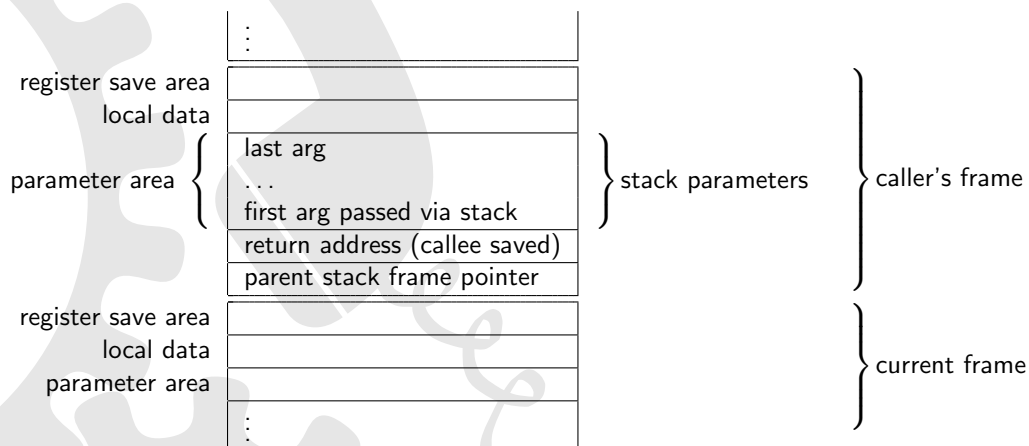 ⋮
register save area
local data
last arg
parameter area { . . . } stack parameters } caller's frame
first arg passed via stack
return address (callee saved)
parent stack frame pointer
register save area
local data
parameter area } current frame
⋮